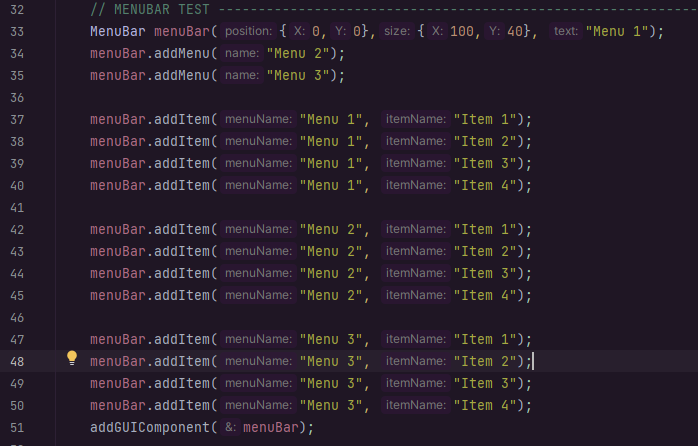 32 // MENUBAR TEST ------------------------------------------------------------
33 MenuBar menuBar( position: { X: 0, Y: 0}, size: { X: 100, Y: 40}, text: "Menu 1");
34 menuBar.addMenu( name: "Menu 2");
35 menuBar.addMenu( name: "Menu 3");
36
37 menuBar.addItem( menuName: "Menu 1", itemName: "Item 1");
38 menuBar.addItem( menuName: "Menu 1", itemName: "Item 2");
39 menuBar.addItem( menuName: "Menu 1", itemName: "Item 3");
40 menuBar.addItem( menuName: "Menu 1", itemName: "Item 4");
41
42 menuBar.addItem( menuName: "Menu 2", itemName: "Item 1");
43 menuBar.addItem( menuName: "Menu 2", itemName: "Item 2");
44 menuBar.addItem( menuName: "Menu 2", itemName: "Item 3");
45 menuBar.addItem( menuName: "Menu 2", itemName: "Item 4");
46
47 menuBar.addItem( menuName: "Menu 3", itemName: "Item 1");
48 menuBar.addItem( menuName: "Menu 3", itemName: "Item 2");
49 menuBar.addItem( menuName: "Menu 3", itemName: "Item 3");
50 menuBar.addItem( menuName: "Menu 3", itemName: "Item 4");
51 addGUIComponent( &: menuBar);